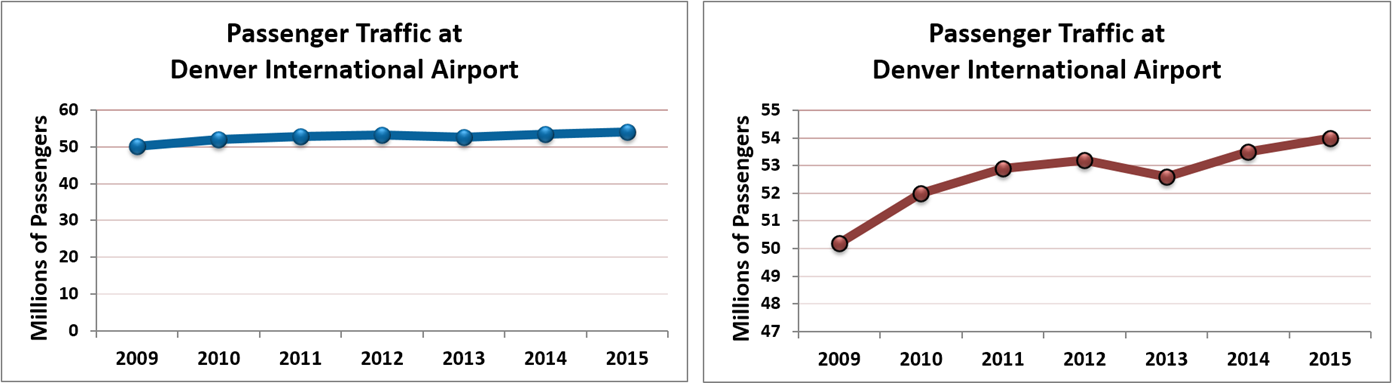 Passenger Traffic at
Denver International Airport
Millions of Passengers
60
50
40
30
20
10
0
2009 2010 2011 2012 2013 2014 2015
Passenger Traffic at
Denver International Airport
Millions of Passengers
55
54
53
52
51
50
49
48
47
2009 2010 2011 2012 2013 2014 2015